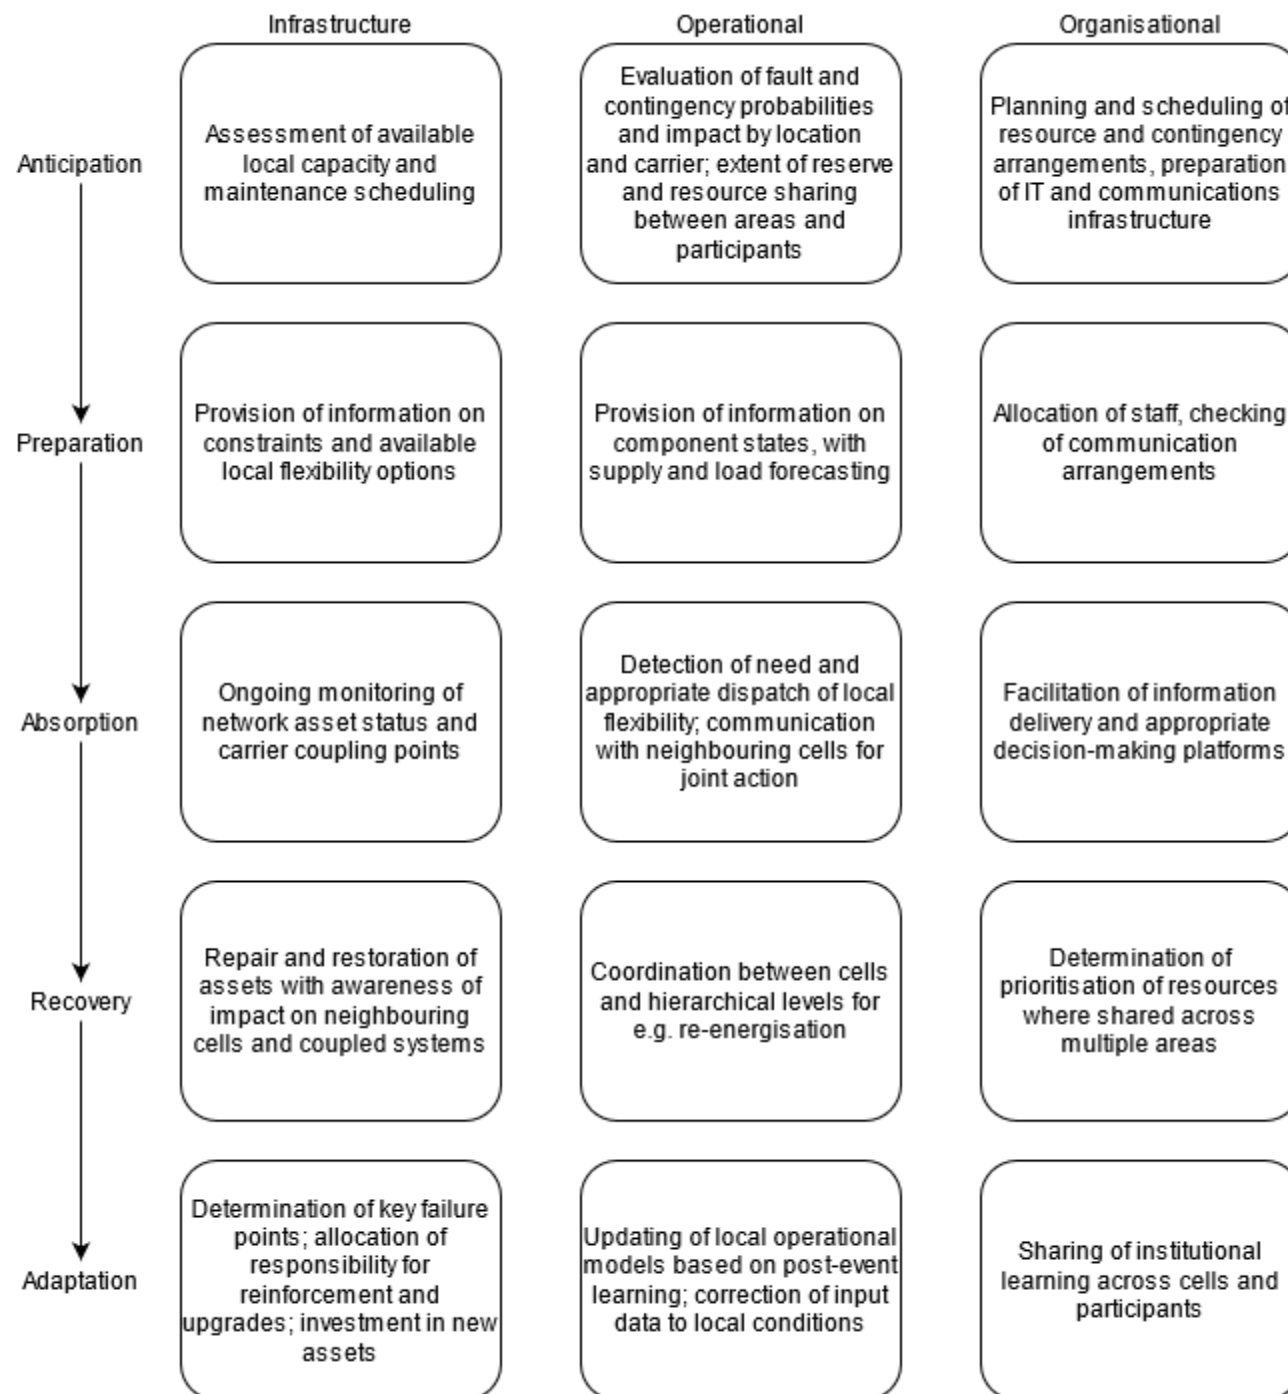 Infrastructure
Operational
Organisational
Anticipation
Assessment of available
local capacity and
maintenance scheduling
Evaluation of fault and
contingency probabilities
and impact by location
and carrier; extent of reserve
and resource sharing
between areas and
participants
Planning and scheduling of
resource and contingency
arrangements, preparation
of IT and communications
infrastructure
Preparation
Provision of information on
constraints and available
local flexibility options
Provision of information on
component states, with
supply and load forecasting
Allocation of staff, checking
of communication
arrangements
Absorption
Ongoing monitoring of
network asset status and
carrier coupling points
Detection of need and
appropriate dispatch of local
flexibility; communication
with neighbouring cells for
joint action
Facilitation of information
delivery and appropriate
decision-making platforms
Recovery
Repair and restoration of
assets with awareness of
impact on neighbouring
cells and coupled systems
Coordination between cells
and hierarchical levels for
e.g. re-energisation
Determination of
prioritisation of resources
where shared across
multiple areas
Adaptation
Determination of key failure
points; allocation of
responsibility for
reinforcement and
upgrades; investment in new
assets
Updating of local operational
models based on post-event
learning; correction of input
data to local conditions
Sharing of institutional
learning across cells and
participants